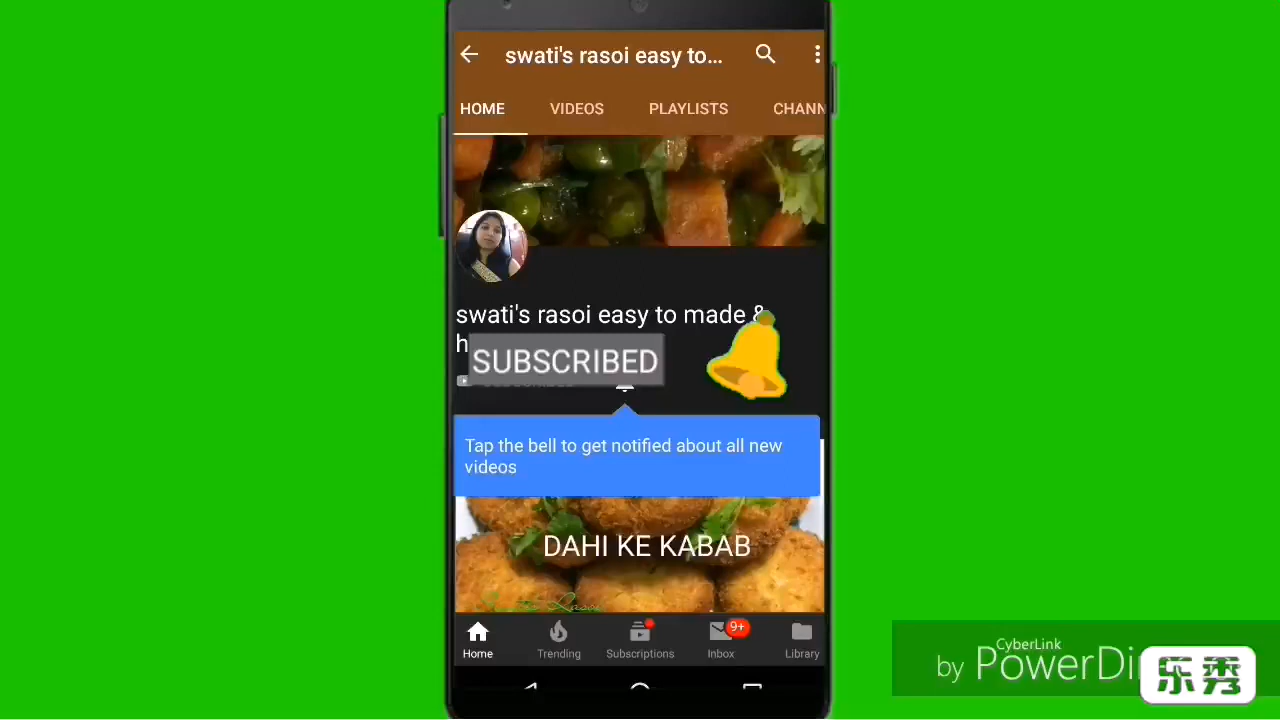 swati's rasoi easy to...
HOME VIDEOS PLAYLISTS CHANN
swati's rasoi easy to made &
h
SUBSCRIBED
Tap the bell to get notified about all new
videos
DAHI KE KABAB
Home Trending Subscriptions Inbox Library
9+
CyberLink
by PowerDi
乐秀